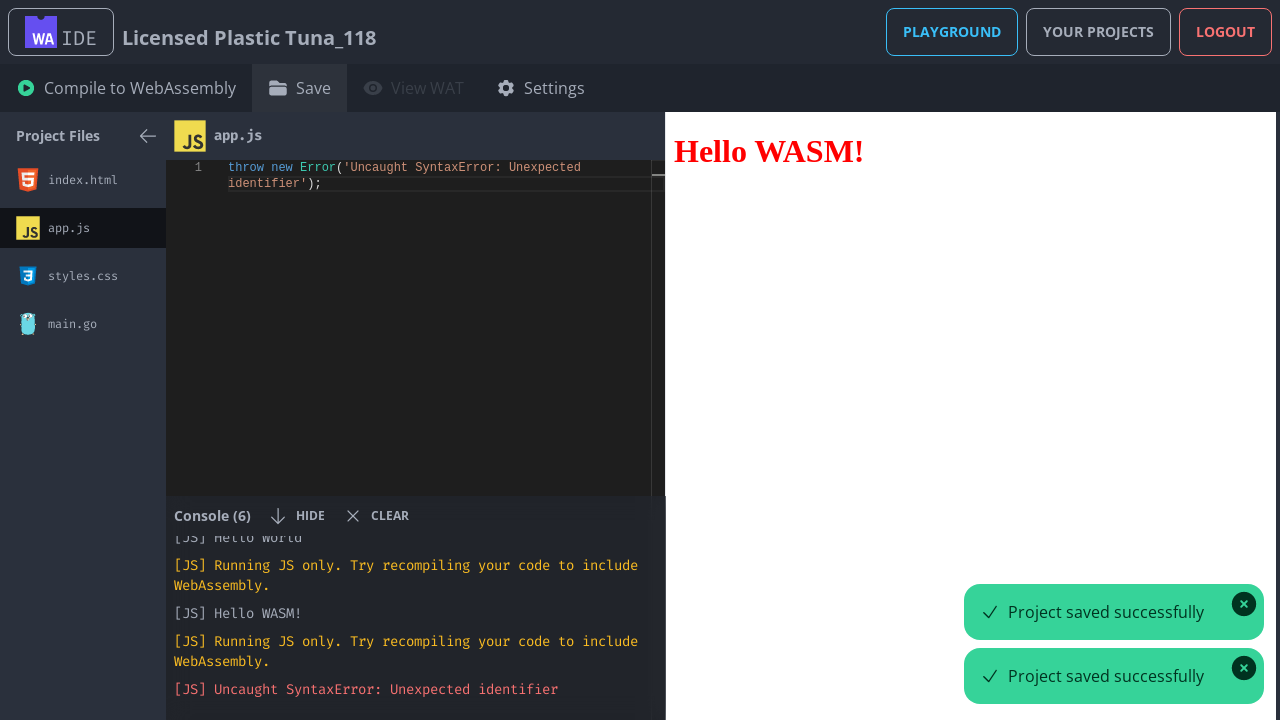 WA IDE
Licensed Plastic Tuna_118
PLAYGROUND
YOUR PROJECTS
LOGOUT
Compile to WebAssembly
Save
View WAT
Settings
Project Files
JS app.js
index.html
JS app.js
styles.css
main.go
1 throw new Error('Uncaught SyntaxError: Unexpected
identifier');
Hello WASM!
Console (6)
HIDE
CLEAR
[JS] Hello World
[JS] Running JS only. Try recompiling your code to include
WebAssembly.
[JS] Hello WASM!
[JS] Running JS only. Try recompiling your code to include
WebAssembly.
[JS] Uncaught SyntaxError: Unexpected identifier
Project saved successfully
Project saved successfully